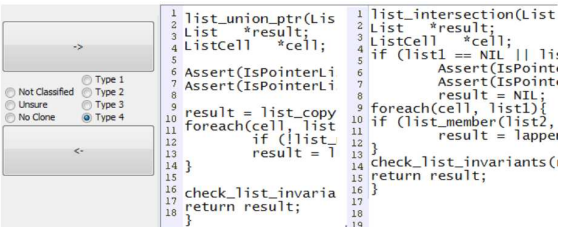 ->
Type 1
Not Classified
Type 2
Unsure
Type 3
No Clone
Type 4
<-
1
2
3
4
5
6
7
8
9
10
11
12
13
14
15
16
17
18
list_union_ptr(Lis
List *result;
ListCell *cell;
Assert(IsPointerLi
Assert(IsPointerLi
result = list_copy
foreach(cell, list
if (!list_
result = l
}
check_list_invaria
return result;
}
1
2
3
4
5
6
7
8
9
10
11
12
13
14
15
16
17
18
19
list_intersection(List
List *result;
ListCell *cell;
if (list1 == NIL || lis
Assert(IsPointe
Assert(IsPointe
result = NIL;
foreach(cell, list1){
if (list_member(list2,
result = lapper
}
check_list_invariants(
return result;
}